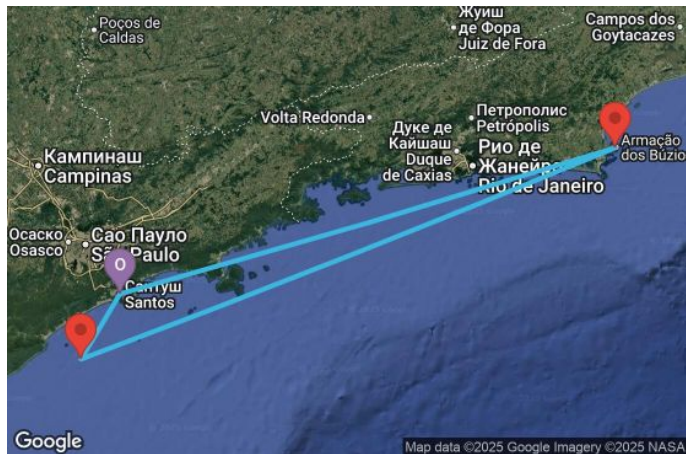 Poços de
Caldas
Жуиш
де Фора
Juiz de Fora
Campos dos
Goytacazes
Volta Redonda
Петрополис
Petrópolis
Дуке де
Кайшаш
Duque
de Caxias
Рио де
Жанейро
Rio de Janeiro
Armação
dos Búzios
Кампинаш
Campinas
Осаско
Osasco
Сао Пауло
São Paulo
O
Сантуш
Santos
Google
Map data ©2025 Google Imagery ©2025 NASA